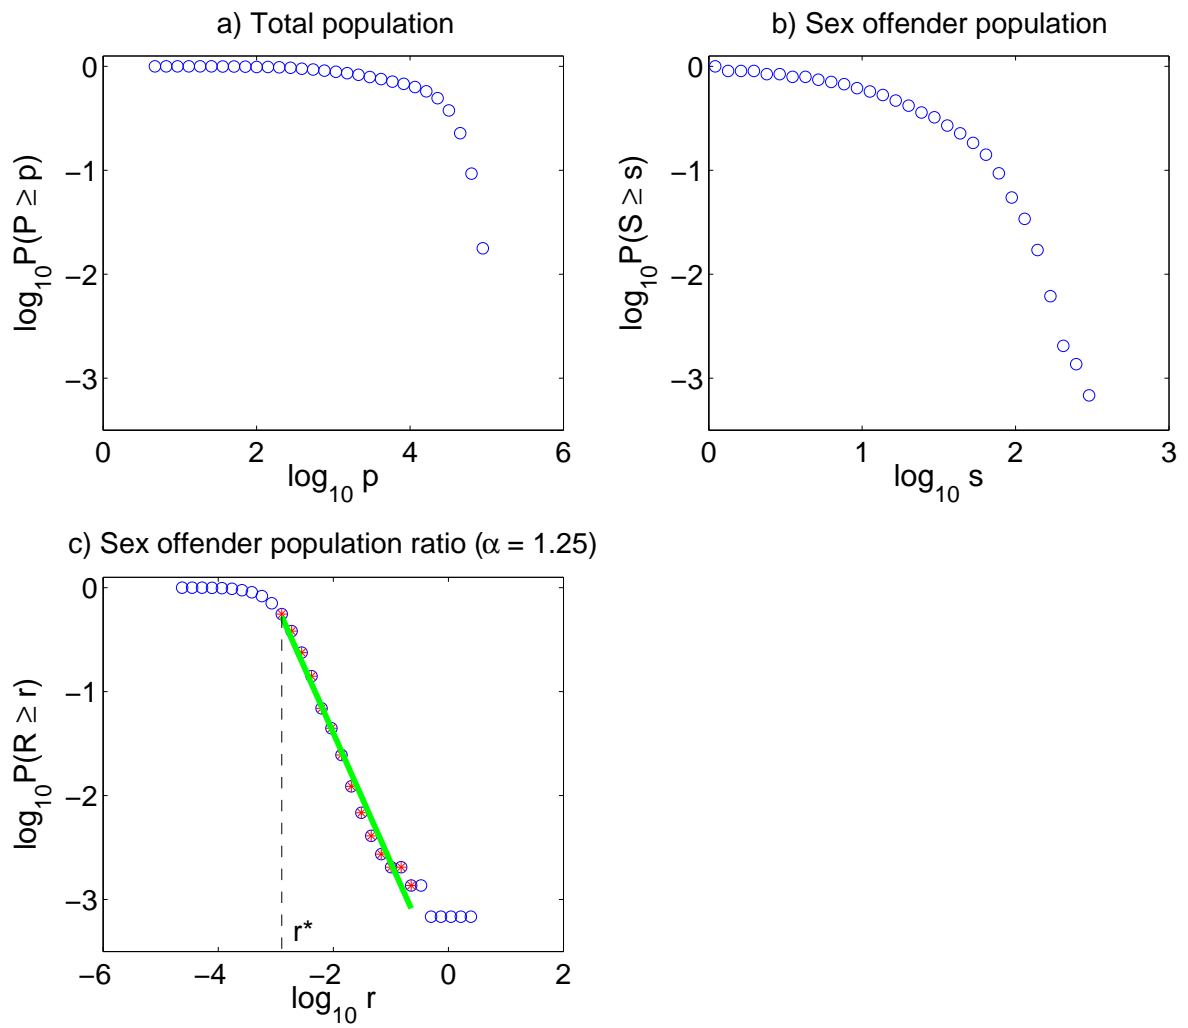 a) Total population
log10P(P ≥ p)
0
−1
−2
−3
0 2 4 6
log10 p
b) Sex offender population
log10P(S ≥ s)
0
−1
−2
−3
0 1 2 3
log10 s
c) Sex offender population ratio (α = 1.25)
log10P(R ≥ r)
0
−1
−2
−3
r*
−6 −4 −2 0 2
log10 r